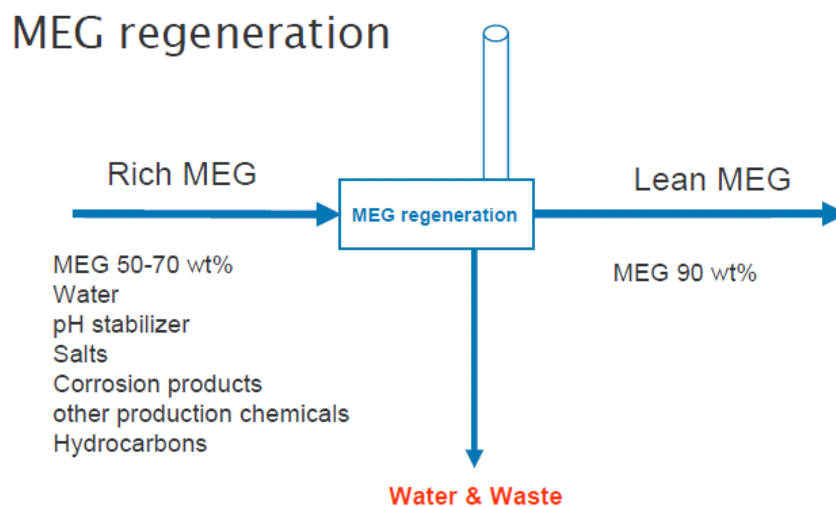 MEG regeneration
Rich MEG
MEG regeneration
Lean MEG
MEG 50-70 wt%
Water
pH stabilizer
Salts
Corrosion products
other production chemicals
Hydrocarbons
MEG 90 wt%
Water & Waste